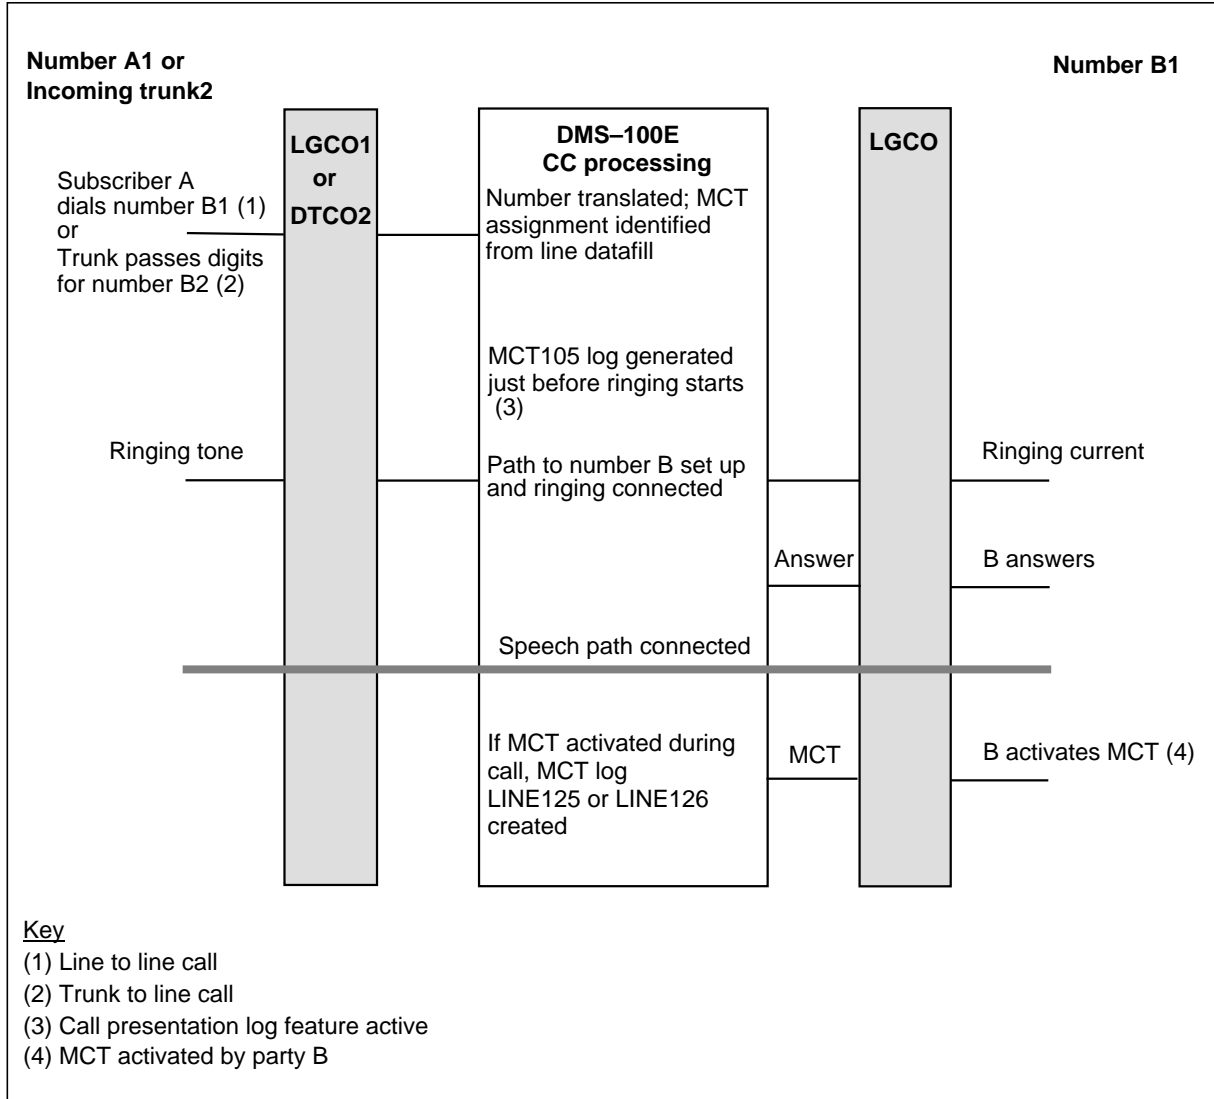 Number A1 or
Incoming trunk2
Number B1
LGCO1
or
DTCO2
DMS–100E
CC processing
LGCO
Subscriber A
dials number B1 (1)
or
Trunk passes digits
for number B2 (2)
Number translated; MCT
assignment identified
from line datafill
MCT105 log generated
just before ringing starts
(3)
Ringing tone
Path to number B set up
and ringing connected
Ringing current
Answer
B answers
Speech path connected
If MCT activated during
call, MCT log
LINE125 or LINE126
created
MCT
B activates MCT (4)
Key
(1) Line to line call
(2) Trunk to line call
(3) Call presentation log feature active
(4) MCT activated by party B